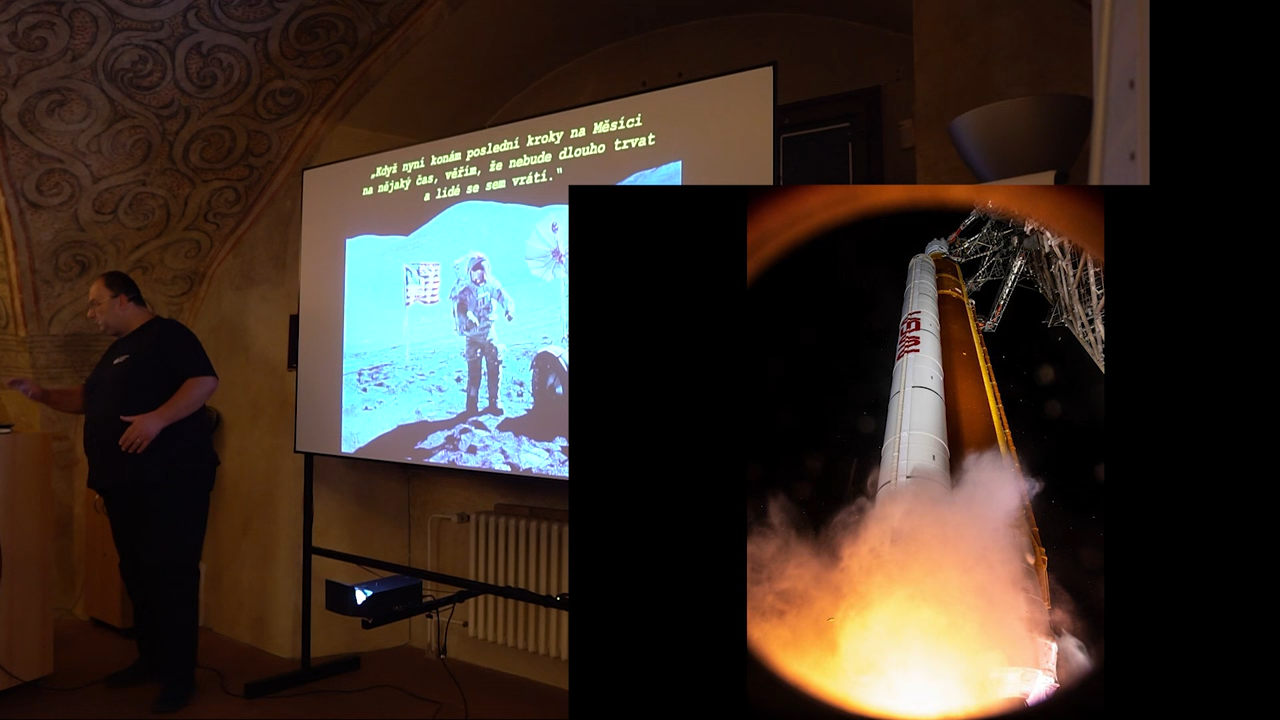 „Když nyní konám poslední kroky na Měsíci
na nějaký čas, věřím, že nebude dlouho trvat
a lidé se sem vrátí."
NASA